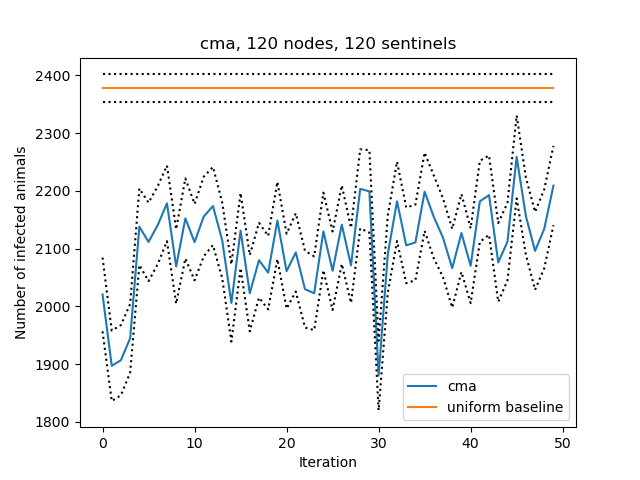 cma, 120 nodes, 120 sentinels
Number of infected animals
2400
2300
2200
2100
2000
1900
1800
0 10 20 30 40 50
Iteration
cma
uniform baseline